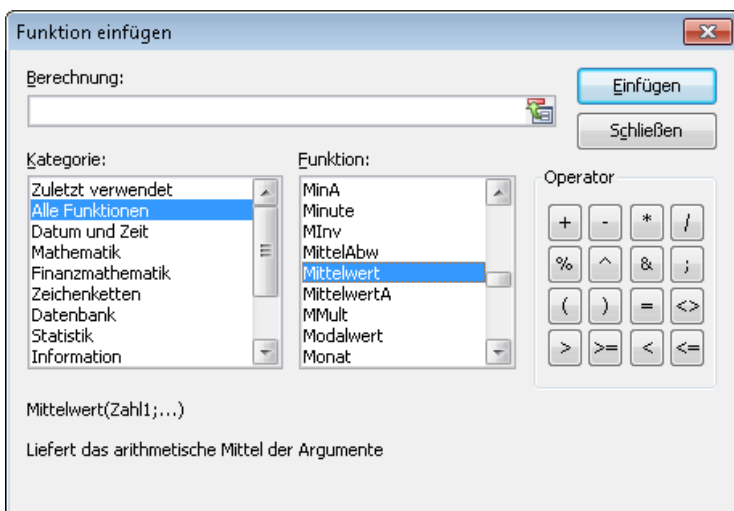 Funktion einfügen
Berechnung:
Einfügen
Schließen
Kategorie:
Zuletzt verwendet
Alle Funktionen
Datum und Zeit
Mathematik
Finanzmathematik
Zeichenketten
Datenbank
Statistik
Information
Funktion:
MinA
Minute
MInv
MittelAbw
Mittelwert
MittelwertA
MMult
Modalwert
Monat
Operator
+ - * /
% ^ & ;
( ) = <>
> >= < <=
Mittelwert(Zahl1;...)
Liefert das arithmetische Mittel der Argumente